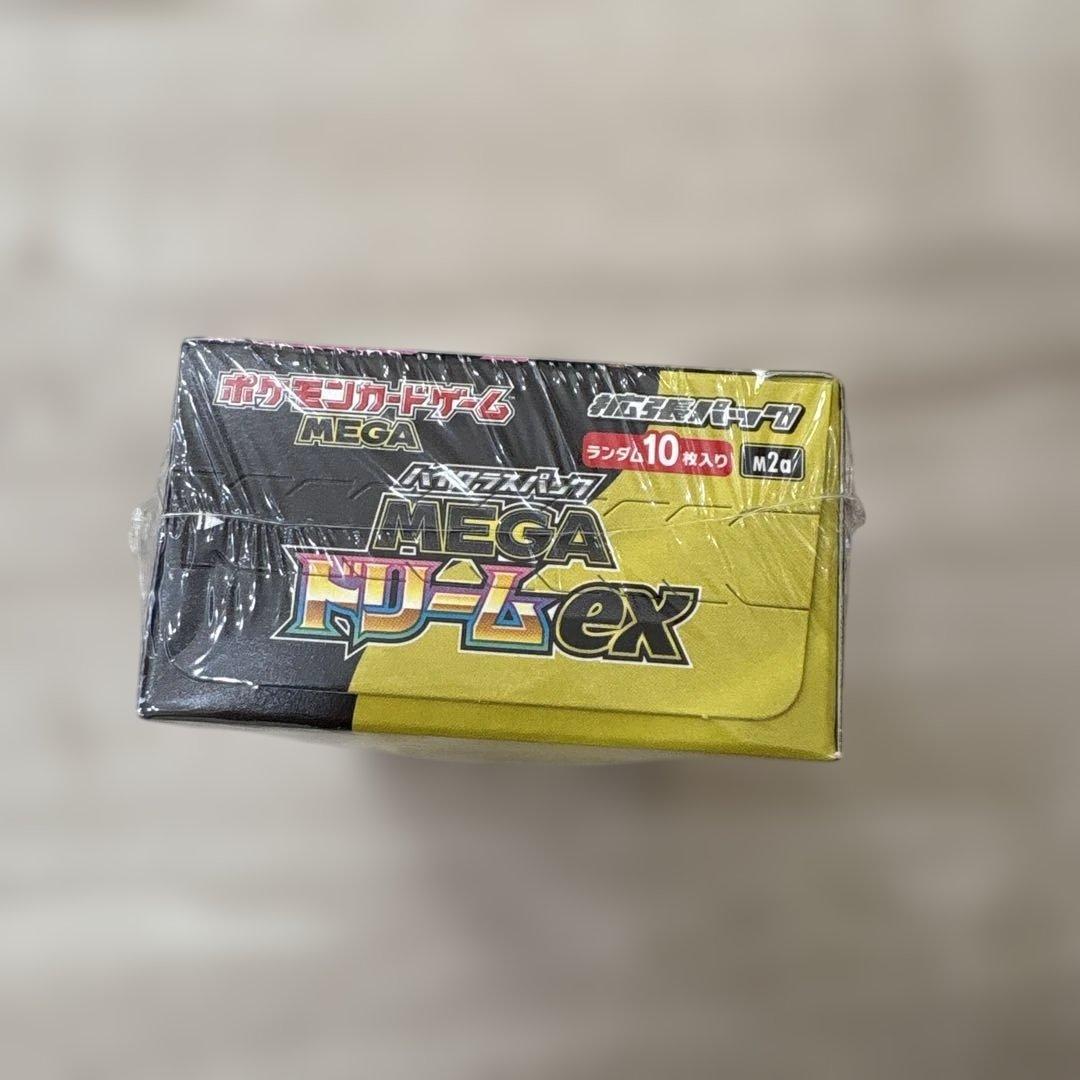 ポケモンカードゲーム
MEGA
拡張パック
ランダム10枚入り
M2a
ハイクラスパック
MEGA
ドリームex